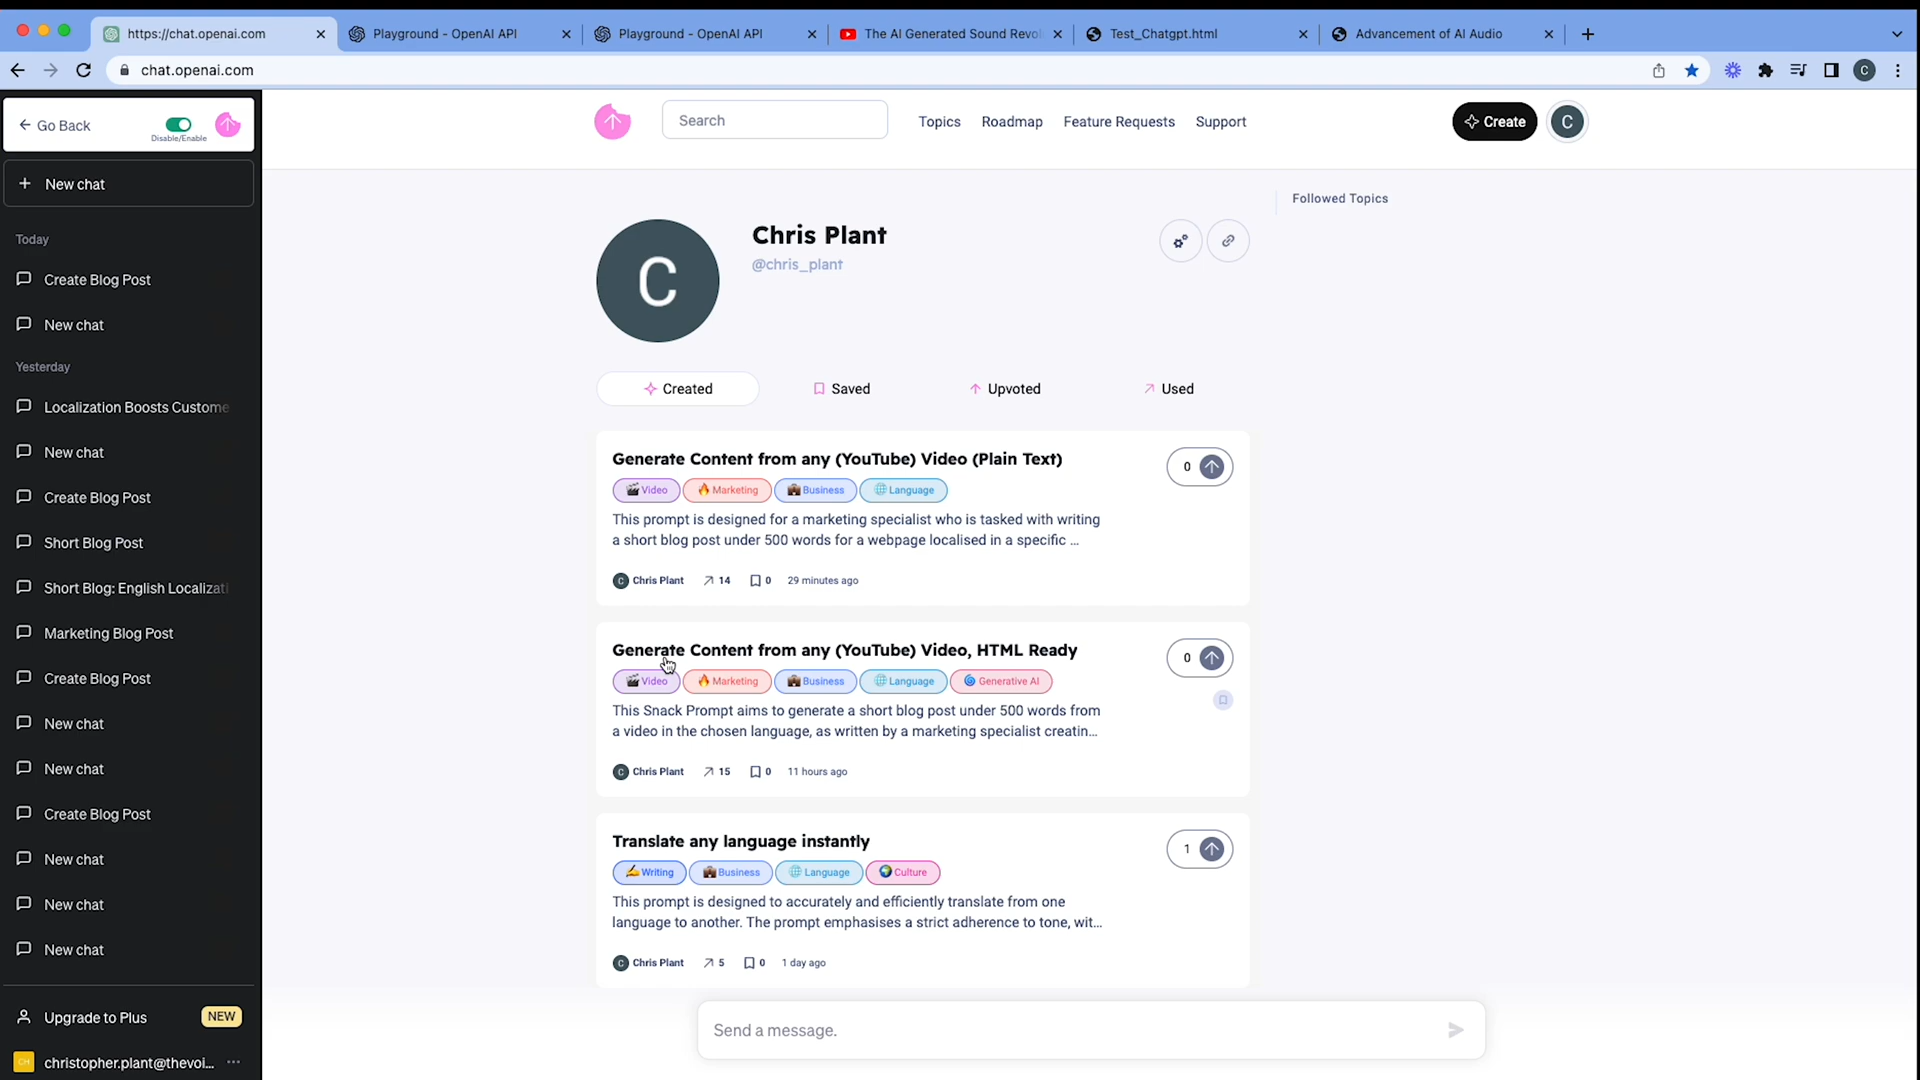 https://chat.openai.com
Playground - OpenAI API
Playground - OpenAI API
The AI Generated Sound Revol
Test_Chatgpt.html
Advancement of AI Audio
chat.openai.com
C
Go Back
Disable/Enable
New chat
Today
Create Blog Post
New chat
Yesterday
Localization Boosts Custome
New chat
Create Blog Post
Short Blog Post
Short Blog: English Localizati
Marketing Blog Post
Create Blog Post
New chat
New chat
Create Blog Post
New chat
New chat
New chat
Upgrade to Plus
NEW
CH
christopher.plant@thevoi...
Search
Topics
Roadmap
Feature Requests
Support
Create
C
Followed Topics
C
Chris Plant
@chris_plant
Created
Saved
Upvoted
Used
Generate Content from any (YouTube) Video (Plain Text)
0
Video
Marketing
Business
Language
This prompt is designed for a marketing specialist who is tasked with writing
a short blog post under 500 words for a webpage localised in a specific ...
C Chris Plant 14 0 29 minutes ago
Generate Content from any (YouTube) Video, HTML Ready
0
Video
Marketing
Business
Language
Generative AI
This Snack Prompt aims to generate a short blog post under 500 words from
a video in the chosen language, as written by a marketing specialist creatin...
C Chris Plant 15 0 11 hours ago
Translate any language instantly
1
Writing
Business
Language
Culture
This prompt is designed to accurately and efficiently translate from one
language to another. The prompt emphasises a strict adherence to tone, wit...
C Chris Plant 5 0 1 day ago
Send a message.